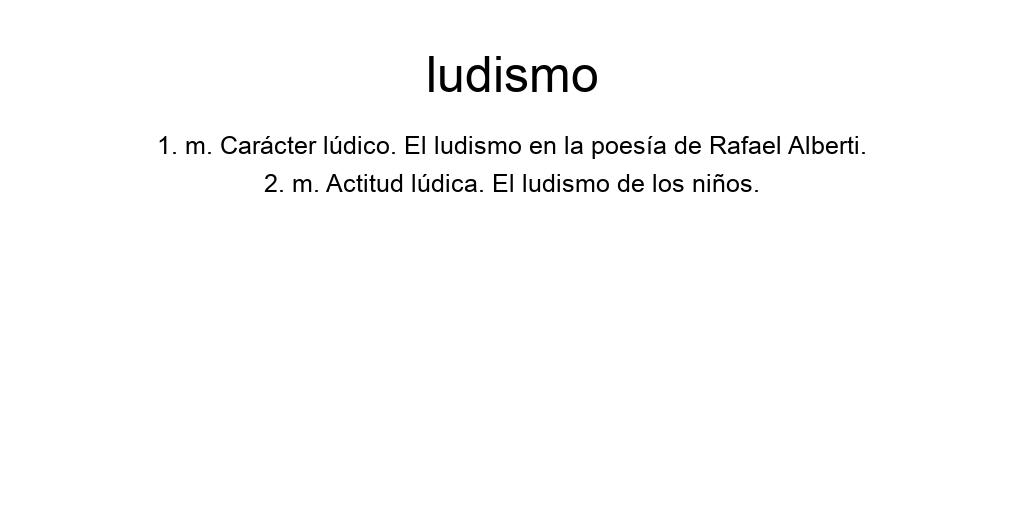 ludismo
1. m. Carácter lúdico. El ludismo en la poesía de Rafael Alberti.
2. m. Actitud lúdica. El ludismo de los niños.